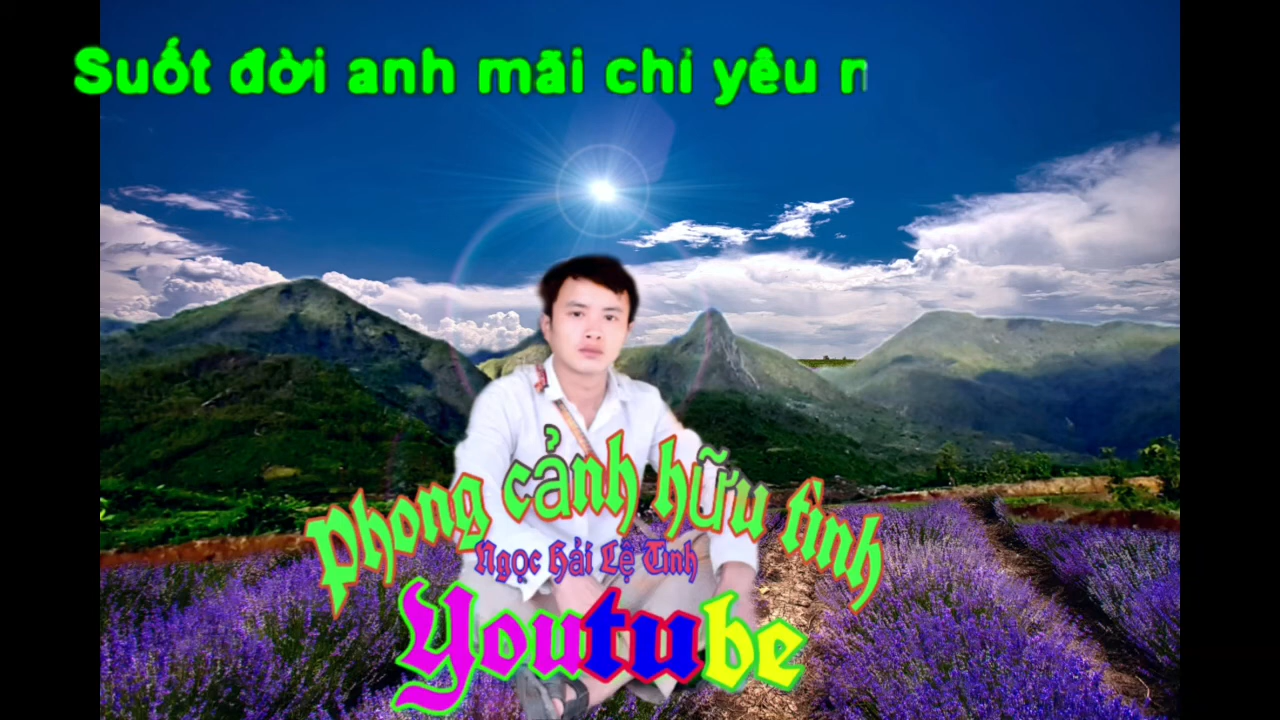 Suốt đời anh mãi chỉ yêu
Phong cảnh hữu tình
Ngọc Hải Lệ Tình
Youtube